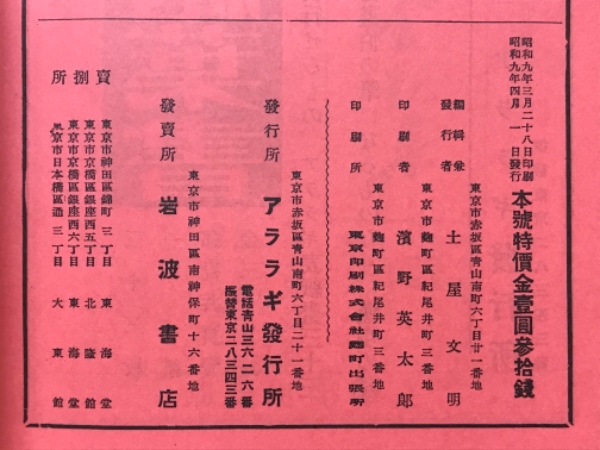 昭和九年三月二十八日印刷
昭和九年四月一日發行
本號特價金壹圓參拾錢
編輯兼
發行者
東京市赤坂區青山南町六丁目廿一番地
土屋文明
東京市麴町區紀尾井町三番地
印刷者
濱野英太郎
東京市麴町區紀尾井町三番地
印刷所
東京印刷株式會社麴町出張所
東京市赤坂區青山南町六丁目二十一番地
發行所
アララギ發行所
電話青山三六二六番
振替東京二八三四三番
東京市神田區南神保町十六番地
發賣所
岩波書店
賣捌所
東京市神田區錦町三丁目 東海堂
東京市京橋區銀座西五丁目 北隆館
東京市京橋區銀座西六丁目 東海堂
東京市日本橋區通三丁目 大東館